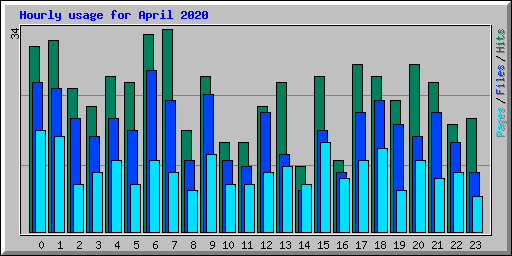 Hourly usage for April 2020
34
Pages/Files/Hits
0 1 2 3 4 5 6 7 8 9 10 11 12 13 14 15 16 17 18 19 20 21 22 23